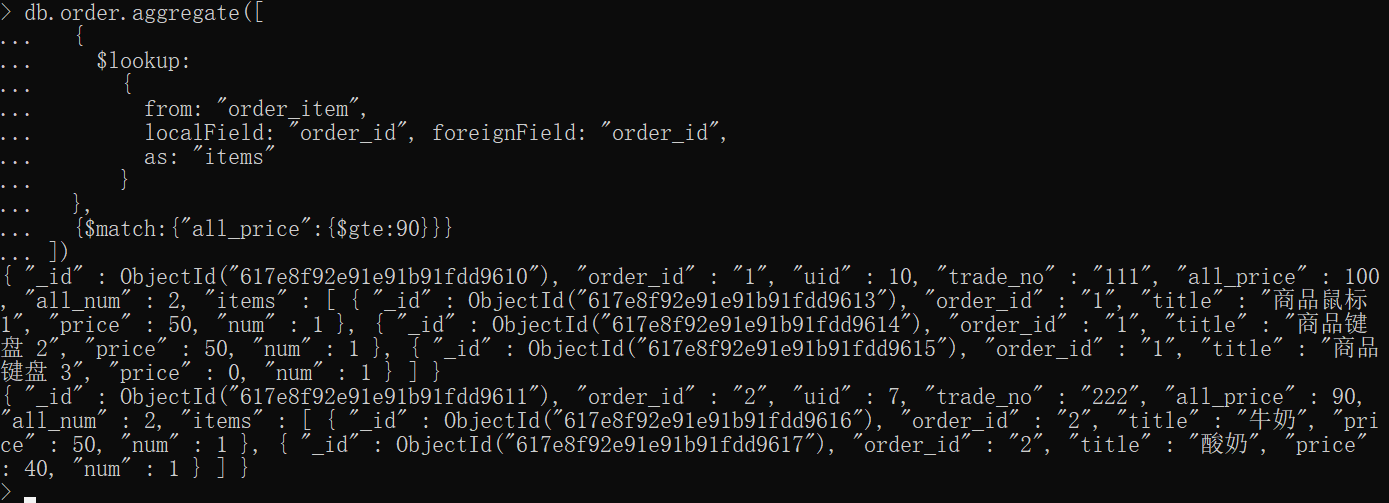 > db.order.aggregate([
...   {
...     $lookup:
...       {
...         from: "order_item",
...         localField: "order_id", foreignField: "order_id",
...         as: "items"
...       }
...   },
...   {$match:{"all_price":{$gte:90}}}
... ])
{ "_id" : ObjectId("617e8f92e91e91b91fdd9610"), "order_id" : "1", "uid" : 10, "trade_no" : "111", "all_price" : 100
, "all_num" : 2, "items" : [ { "_id" : ObjectId("617e8f92e91e91b91fdd9613"), "order_id" : "1", "title" : "商品鼠标
1", "price" : 50, "num" : 1 }, { "_id" : ObjectId("617e8f92e91e91b91fdd9614"), "order_id" : "1", "title" : "商品键
盘 2", "price" : 50, "num" : 1 }, { "_id" : ObjectId("617e8f92e91e91b91fdd9615"), "order_id" : "1", "title" : "商品
键盘 3", "price" : 0, "num" : 1 } ] }
{ "_id" : ObjectId("617e8f92e91e91b91fdd9611"), "order_id" : "2", "uid" : 7, "trade_no" : "222", "all_price" : 90,
"all_num" : 2, "items" : [ { "_id" : ObjectId("617e8f92e91e91b91fdd9616"), "order_id" : "2", "title" : "牛奶", "pri
ce" : 50, "num" : 1 }, { "_id" : ObjectId("617e8f92e91e91b91fdd9617"), "order_id" : "2", "title" : "酸奶", "price"
: 40, "num" : 1 } ] }
>